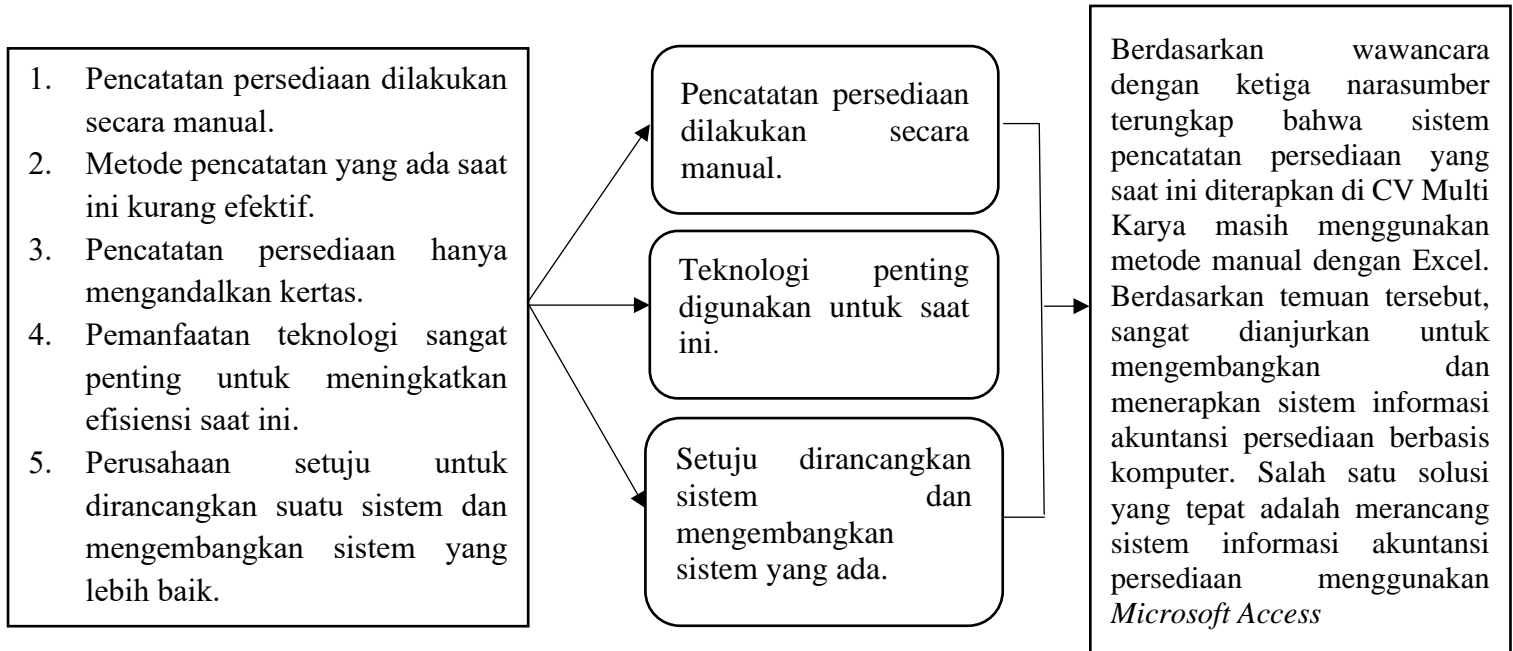 1. Pencatatan persediaan dilakukan
secara manual.
2. Metode pencatatan yang ada saat
ini kurang efektif.
3. Pencatatan persediaan hanya
mengandalkan kertas.
4. Pemanfaatan teknologi sangat
penting untuk meningkatkan
efisiensi saat ini.
5. Perusahaan setuju untuk
dirancangkan suatu sistem dan
mengembangkan sistem yang
lebih baik.
Pencatatan persediaan
dilakukan secara
manual.
Teknologi penting
digunakan untuk saat
ini.
Setuju dirancangkan
sistem dan
mengembangkan
sistem yang ada.
Berdasarkan wawancara
dengan ketiga narasumber
terungkap bahwa sistem
pencatatan persediaan yang
saat ini diterapkan di CV Multi
Karya masih menggunakan
metode manual dengan Excel.
Berdasarkan temuan tersebut,
sangat dianjurkan untuk
mengembangkan dan
menerapkan sistem informasi
akuntansi persediaan berbasis
komputer. Salah satu solusi
yang tepat adalah merancang
sistem informasi akuntansi
persediaan menggunakan
Microsoft Access